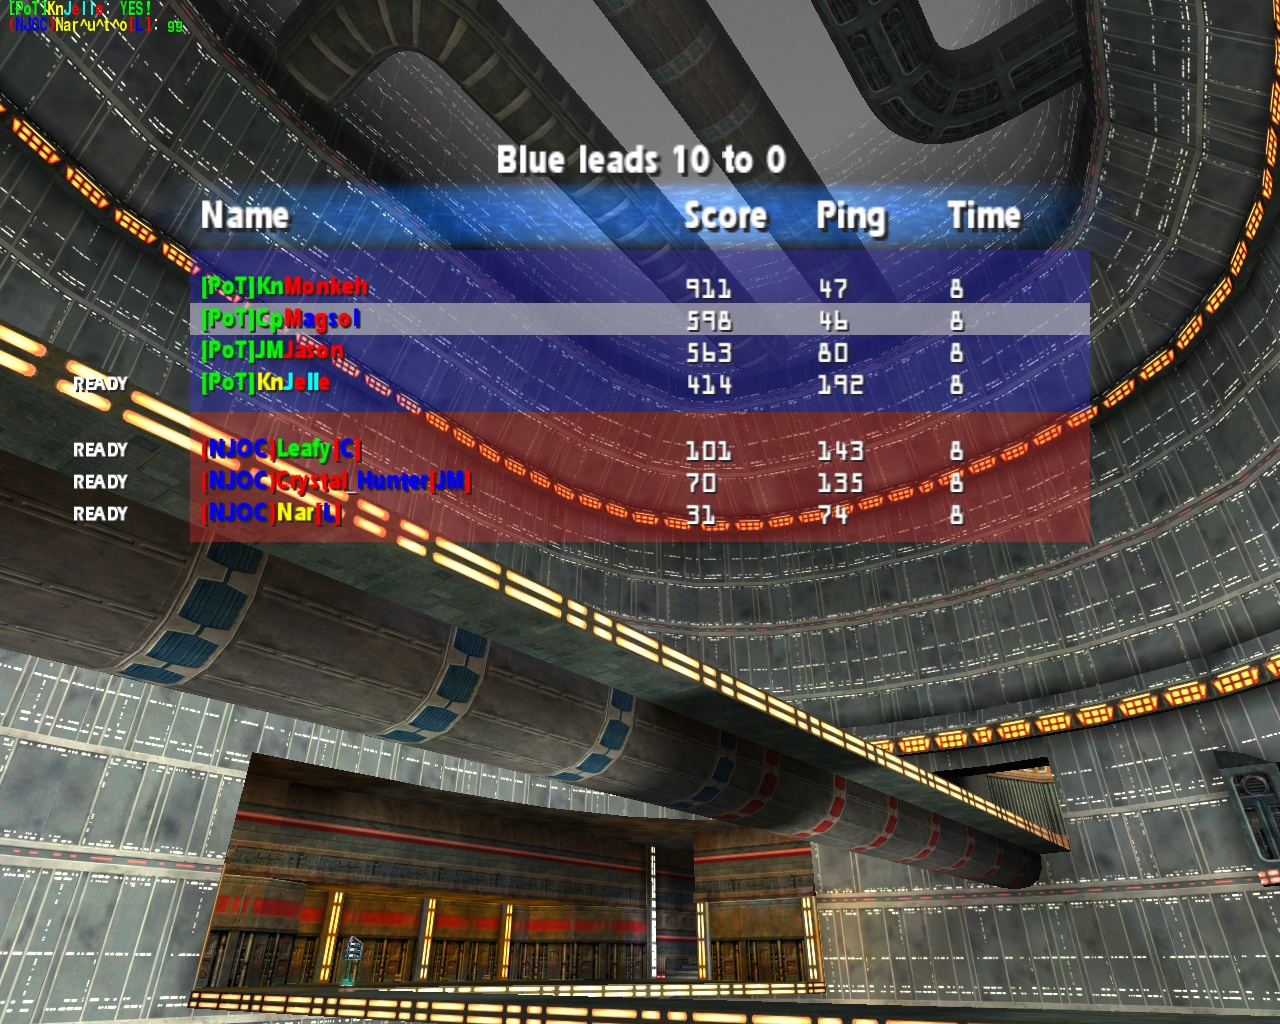 [PoT]KnJelle: YES!
(NJOC)Nar^u^t^o[L]: gg
Blue leads 10 to 0
Name Score Ping Time
[PoT]KnMonkeh 911 47 8
[PoT]CpMagsol 598 46 8
[PoT]JMJason 563 80 8
READY [PoT]KnJelle 414 192 8
READY (NJOC)Leafy[C] 101 143 8
READY (NJOC)Crystal_Hunter[JM] 70 135 8
READY (NJOC)Nar[L] 31 74 8